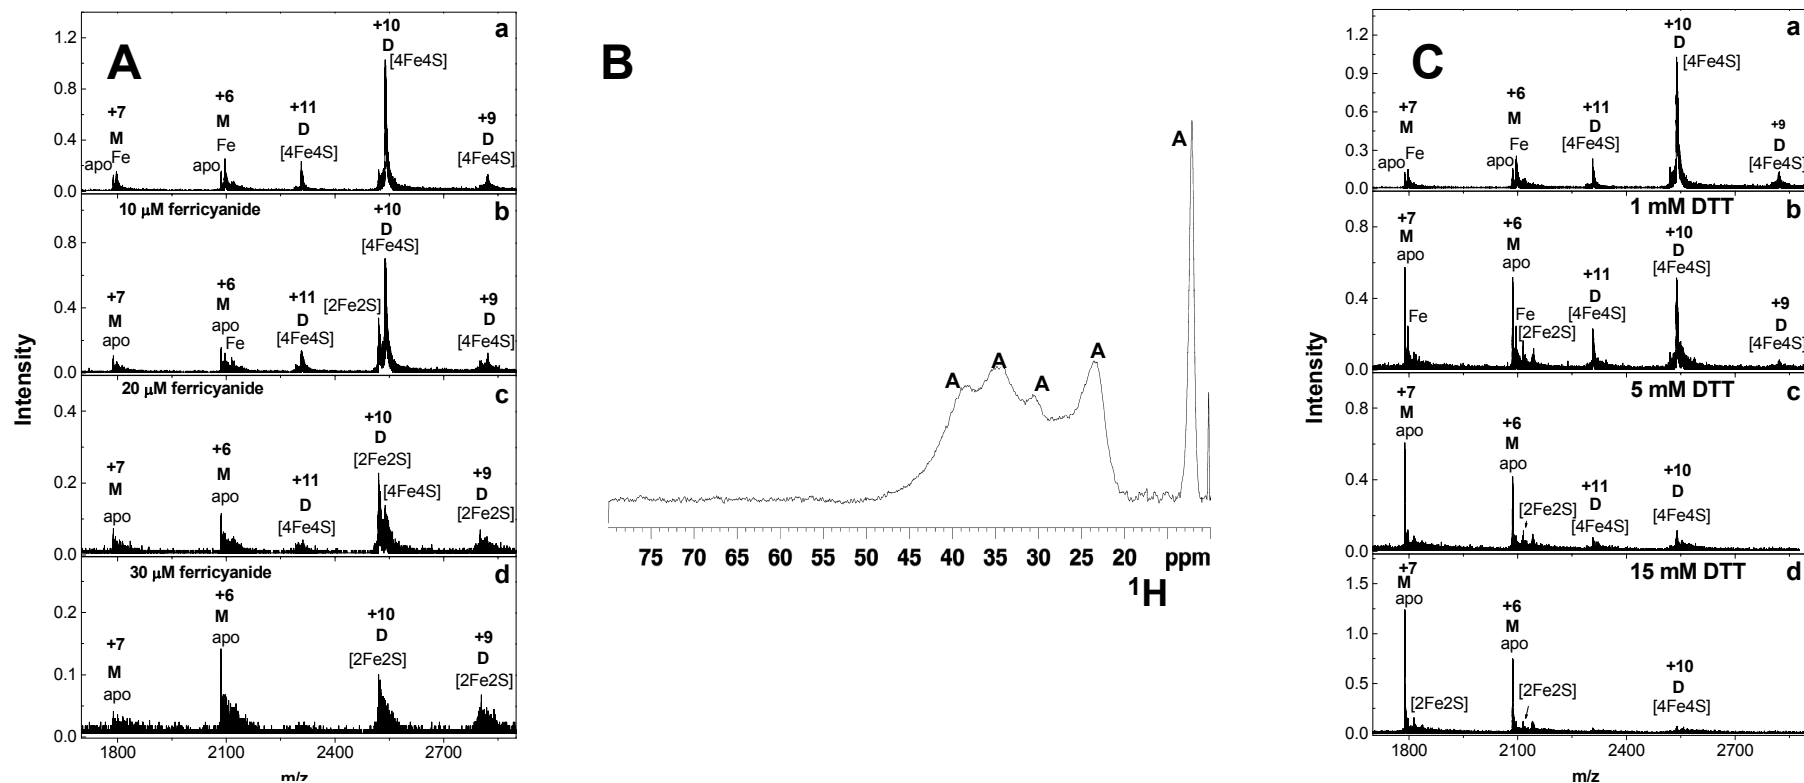 A
Intensity
a
1.2
0.8
0.4
0.0
+7
M
apo
Fe
+6
M
apo
Fe
+11
D
[4Fe4S]
+10
D
[4Fe4S]
+9
D
[4Fe4S]
10 µM ferricyanide
b
0.8
0.4
0.0
+7
M
apo
+6
M
apo
Fe
+11
D
[4Fe4S]
[2Fe2S]
+10
D
[4Fe4S]
+9
D
[4Fe4S]
20 µM ferricyanide
c
0.4
0.2
0.0
+7
M
apo
+6
M
apo
+11
D
[4Fe4S]
+10
D
[2Fe2S]
[4Fe4S]
+9
D
[2Fe2S]
30 µM ferricyanide
d
0.2
0.1
0.0
+7
M
apo
+6
M
apo
+10
D
[2Fe2S]
+9
D
[2Fe2S]
1800 2100 2400 2700
m/z
B
A
A
A
A
A
75 70 65 60 55 50 45 40 35 30 25 20 ppm
¹H
C
Intensity
a
1.2
0.9
0.6
0.3
0.0
+7
M
apo
Fe
+6
M
apo
Fe
+11
D
[4Fe4S]
+10
D
[4Fe4S]
+9
D
[4Fe4S]
1 mM DTT
b
0.8
0.4
0.0
+7
M
apo
Fe
+6
M
apo
Fe
[2Fe2S]
+11
D
[4Fe4S]
+10
D
[4Fe4S]
+9
D
[4Fe4S]
5 mM DTT
c
0.8
0.4
0.0
+7
M
apo
+6
M
apo
[2Fe2S]
+11
D
[4Fe4S]
+10
D
[4Fe4S]
15 mM DTT
d
1.5
1.0
0.5
0.0
+7
M
apo
[2Fe2S]
+6
M
apo
[2Fe2S]
+10
D
[4Fe4S]
1800 2100 2400 2700
m/z